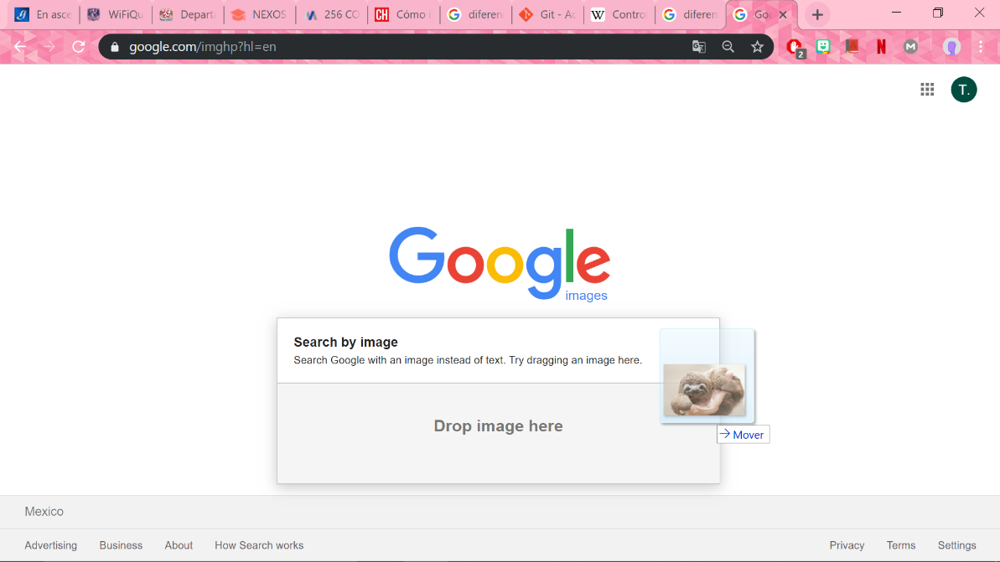 En asce
WiFiQu
Departa
NEXOS
256 CO
CH Cómo i
diferen
Git - Ac
W Contro
diferen
Goo
google.com/imghp?hl=en
2
M
T.
Google
images
Search by image
Search Google with an image instead of text. Try dragging an image here.
Drop image here
Mover
Mexico
Advertising Business About How Search works Privacy Terms Settings